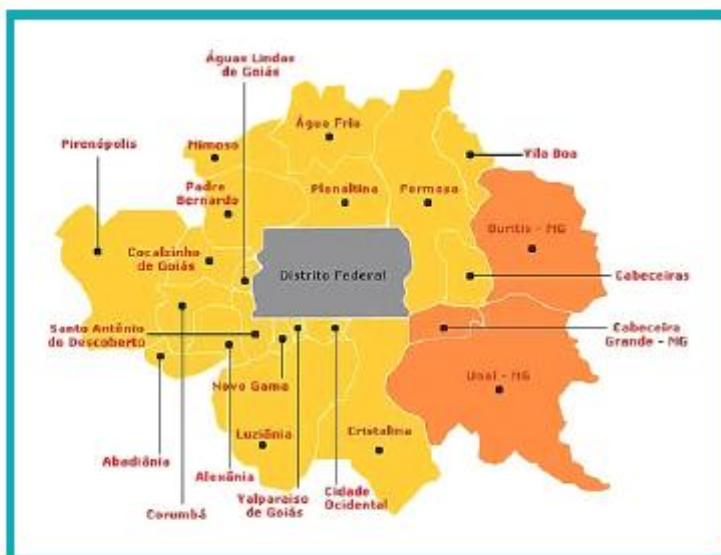 Águas Lindas
de Goiás
Pirenópolis
Mimoso
Água Fria
Vila Boa
Padre
Bernardo
Planaltina
Formosa
Buritis - MG
Cocalzinho
de Goiás
Distrito Federal
Cabeceiras
Santo Antônio
do Descoberto
Cabeceira
Grande - MG
Novo Gama
Unaí - MG
Luziânia
Cristalina
Abadiânia
Alexânia
Corumbá
Valparaiso
de Goiás
Cidade
Ocidental